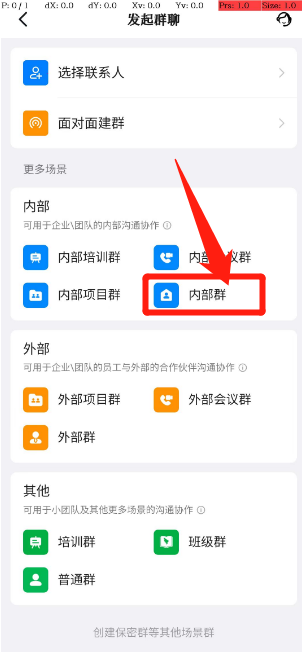 P: 0 / 1 dX: 0.0 dY: 0.0 Xv: 0.0 Yv: 0.0 Prs: 1.0 Size: 1.0
发起群聊
选择联系人
面对面建群
更多场景
内部
可用于企业\团队的内部沟通协作
内部培训群 内部会议群
内部项目群 内部群
外部
可用于企业\团队的员工与外部的合作伙伴沟通协作
外部项目群 外部会议群
外部群
其他
可用于小团队及其他更多场景的沟通协作
培训群 班级群
普通群
创建保密群等其他场景群